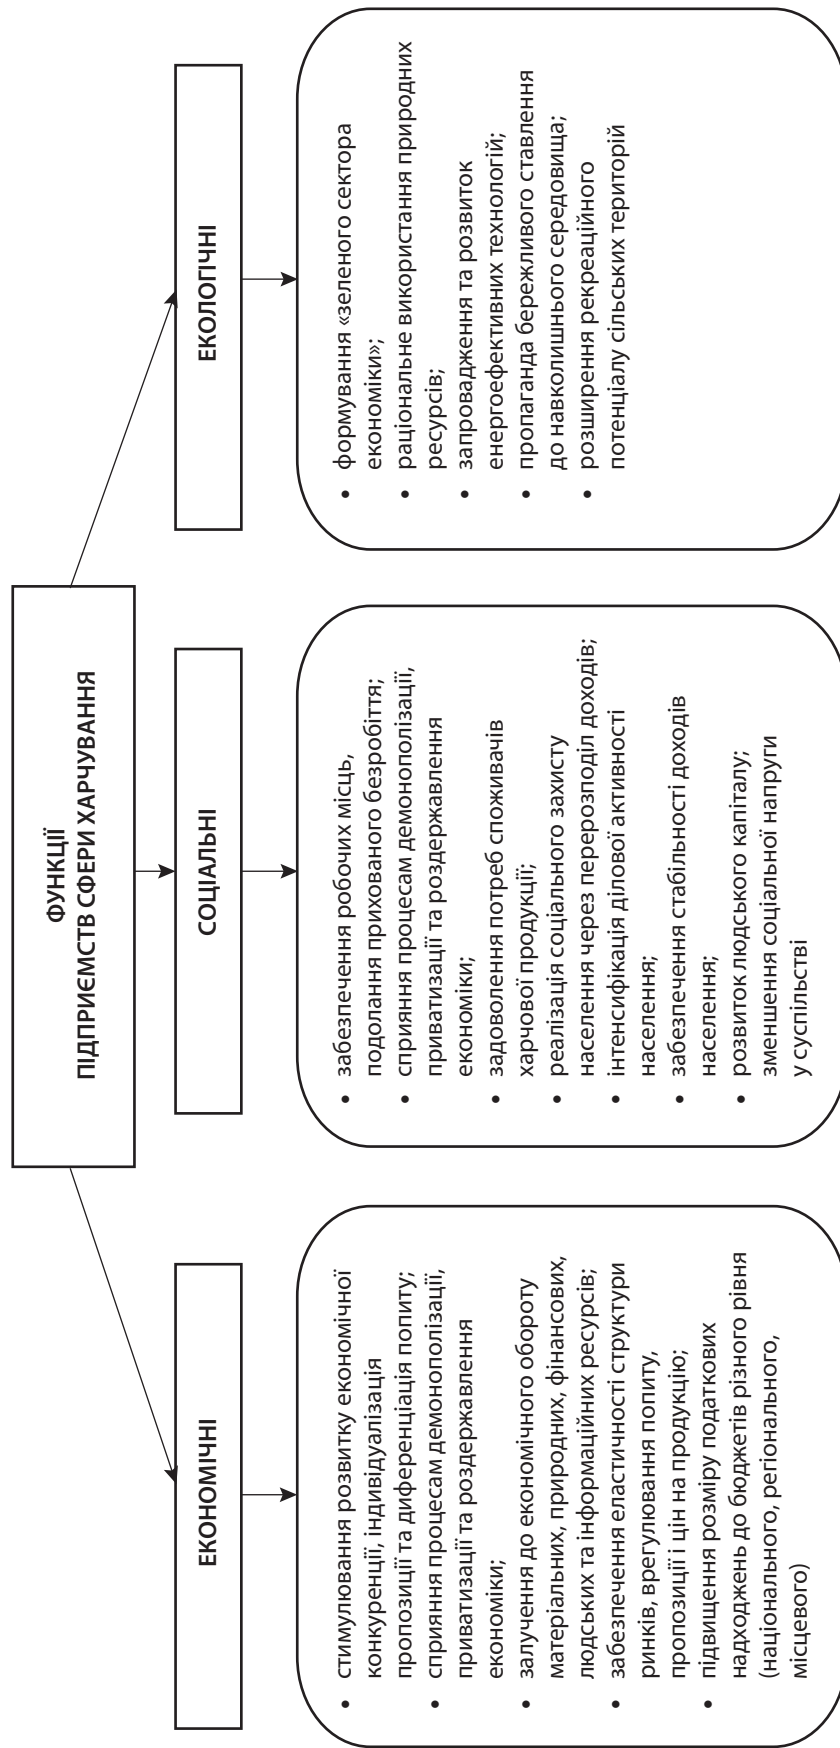 ФУНКЦІЇ
ПІДПРИЄМСТВ СФЕРИ ХАРЧУВАННЯ
ЕКОНОМІЧНІ
• стимулювання розвитку економічної
конкуренції, індивідуалізація
пропозиції та диференціація попиту;
• сприяння процесам демонополізації,
приватизації та роздержавлення
економіки;
• залучення до економічного обороту
матеріальних, природних, фінансових,
людських та інформаційних ресурсів;
• забезпечення еластичності структури
ринків, врегулювання попиту,
пропозиції і цін на продукцію;
• підвищення розміру податкових
надходжень до бюджетів різного рівня
(національного, регіонального,
місцевого)
СОЦІАЛЬНІ
• забезпечення робочих місць,
подолання прихованого безробіття;
• сприяння процесам демонополізації,
приватизації та роздержавлення
економіки;
• задоволення потреб споживачів
харчової продукції;
• реалізація соціального захисту
населення через перерозподіл доходів;
• інтенсифікація ділової активності
населення;
• забезпечення стабільності доходів
населення;
• розвиток людського капіталу;
зменшення соціальної напруги
у суспільстві
ЕКОЛОГІЧНІ
• формування «зеленого сектора
економіки»;
• раціональне використання природних
ресурсів;
• запровадження та розвиток
енергоефективних технологій;
• пропаганда бережливого ставлення
до навколишнього середовища;
• розширення рекреаційного
потенціалу сільських територій